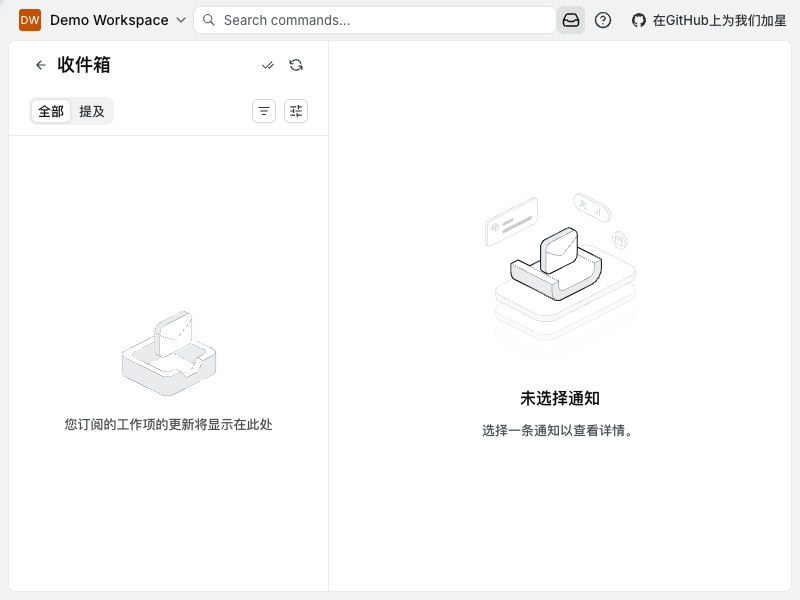 DW Demo Workspace Search commands... 在GitHub上为我们加星
收件箱
全部 提及
您订阅的工作项的更新将显示在此处
未选择通知
选择一条通知以查看详情。